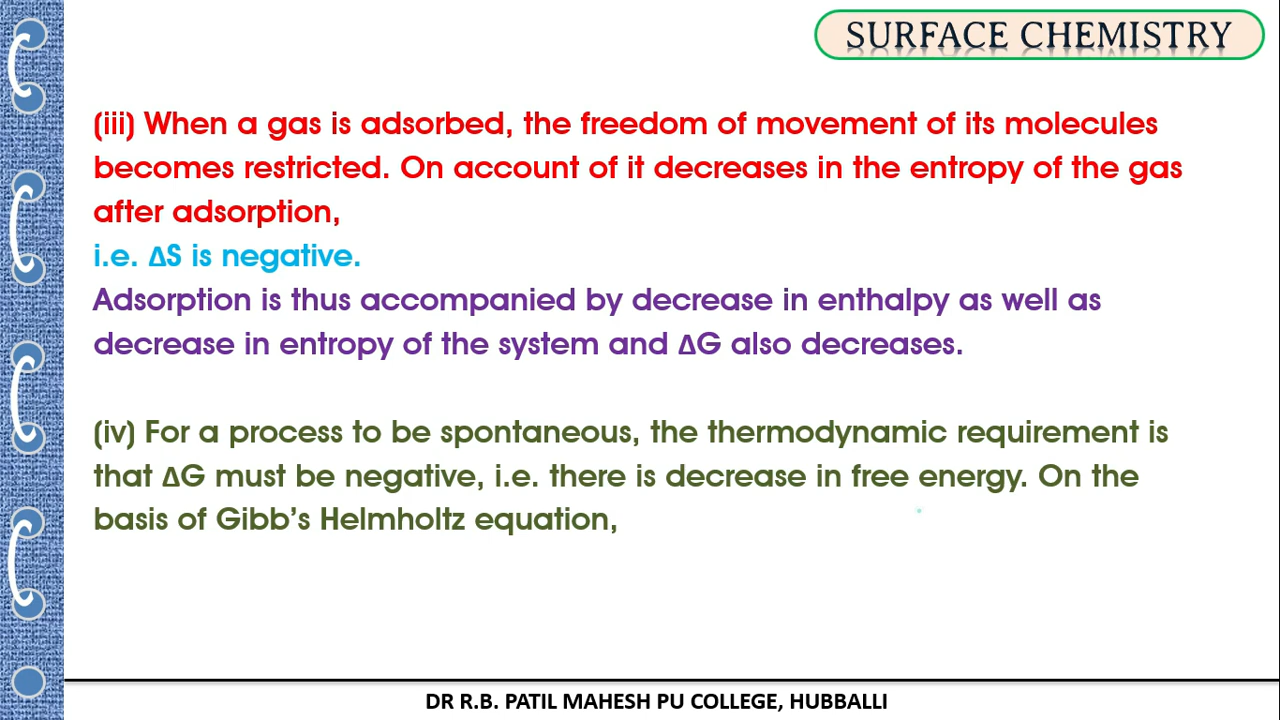 SURFACE CHEMISTRY
(iii) When a gas is adsorbed, the freedom of movement of its molecules
becomes restricted. On account of it decreases in the entropy of the gas
after adsorption,
i.e. ΔS is negative.
Adsorption is thus accompanied by decrease in enthalpy as well as
decrease in entropy of the system and ΔG also decreases.
(iv) For a process to be spontaneous, the thermodynamic requirement is
that ΔG must be negative, i.e. there is decrease in free energy. On the
basis of Gibb’s Helmholtz equation,
DR R.B. PATIL MAHESH PU COLLEGE, HUBBALLI